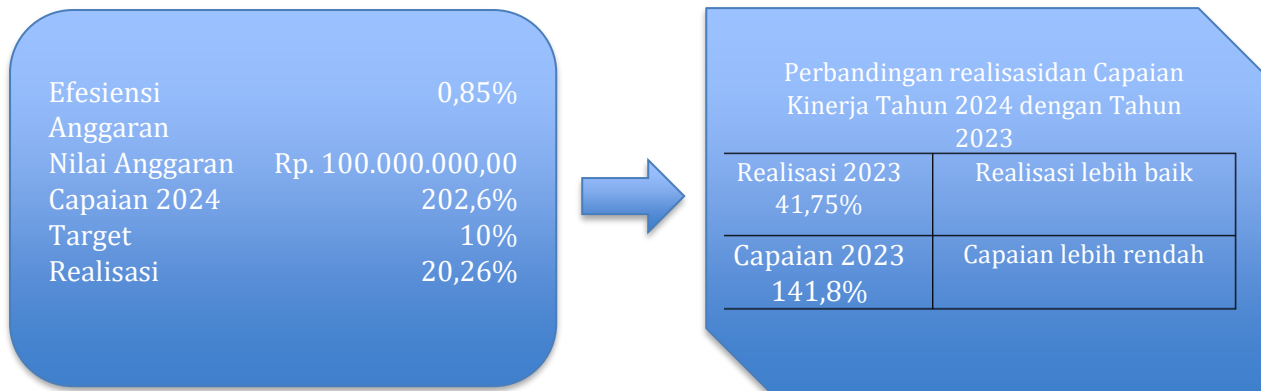 Efesiensi 0,85%
Anggaran
Nilai Anggaran Rp. 100.000.000,00
Capaian 2024 202,6%
Target 10%
Realisasi 20,26%
Perbandingan realisasidan Capaian
Kinerja Tahun 2024 dengan Tahun
2023
Realisasi 2023 Realisasi lebih baik
41,75%
Capaian 2023 Capaian lebih rendah
141,8%